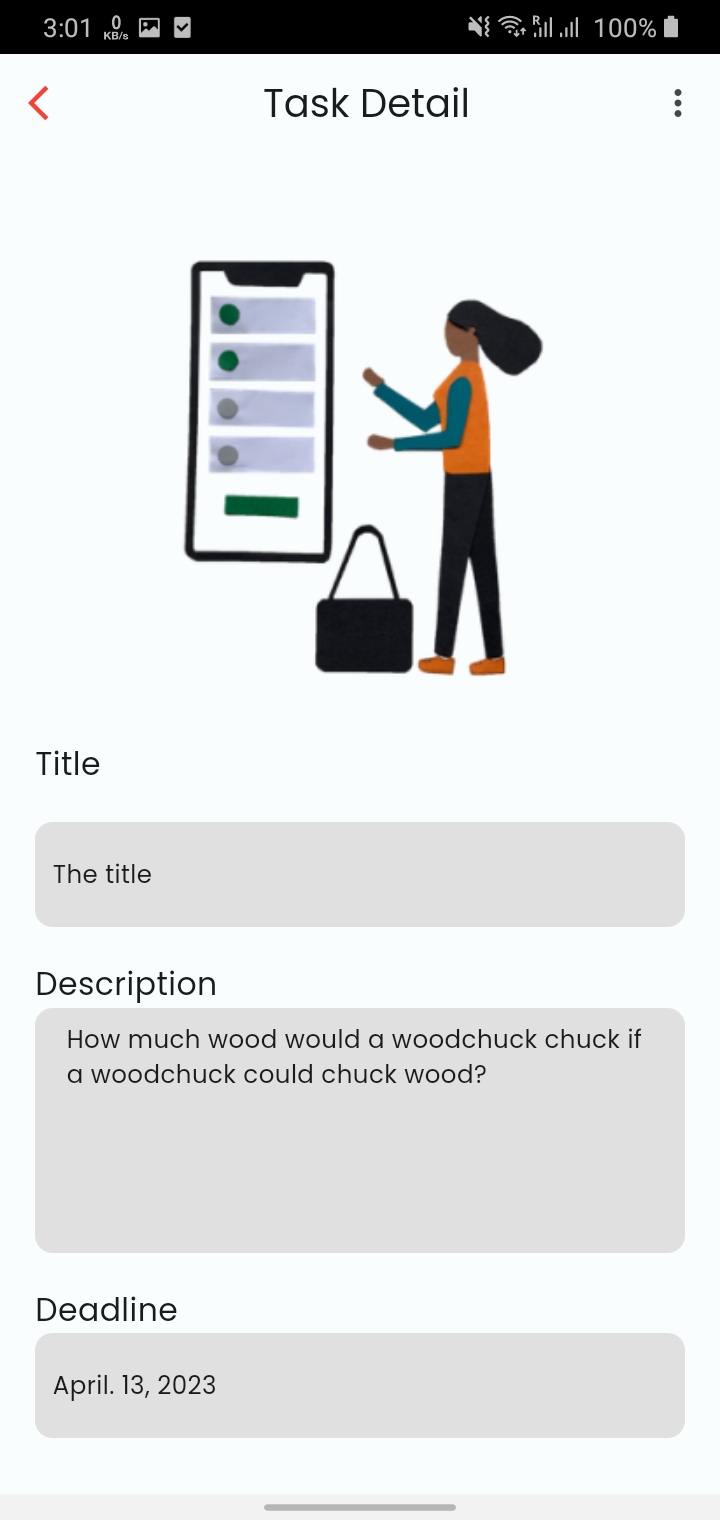 3:01 0 KB/s R 100%
Task Detail
Title
The title
Description
How much wood would a woodchuck chuck if
a woodchuck could chuck wood?
Deadline
April. 13, 2023